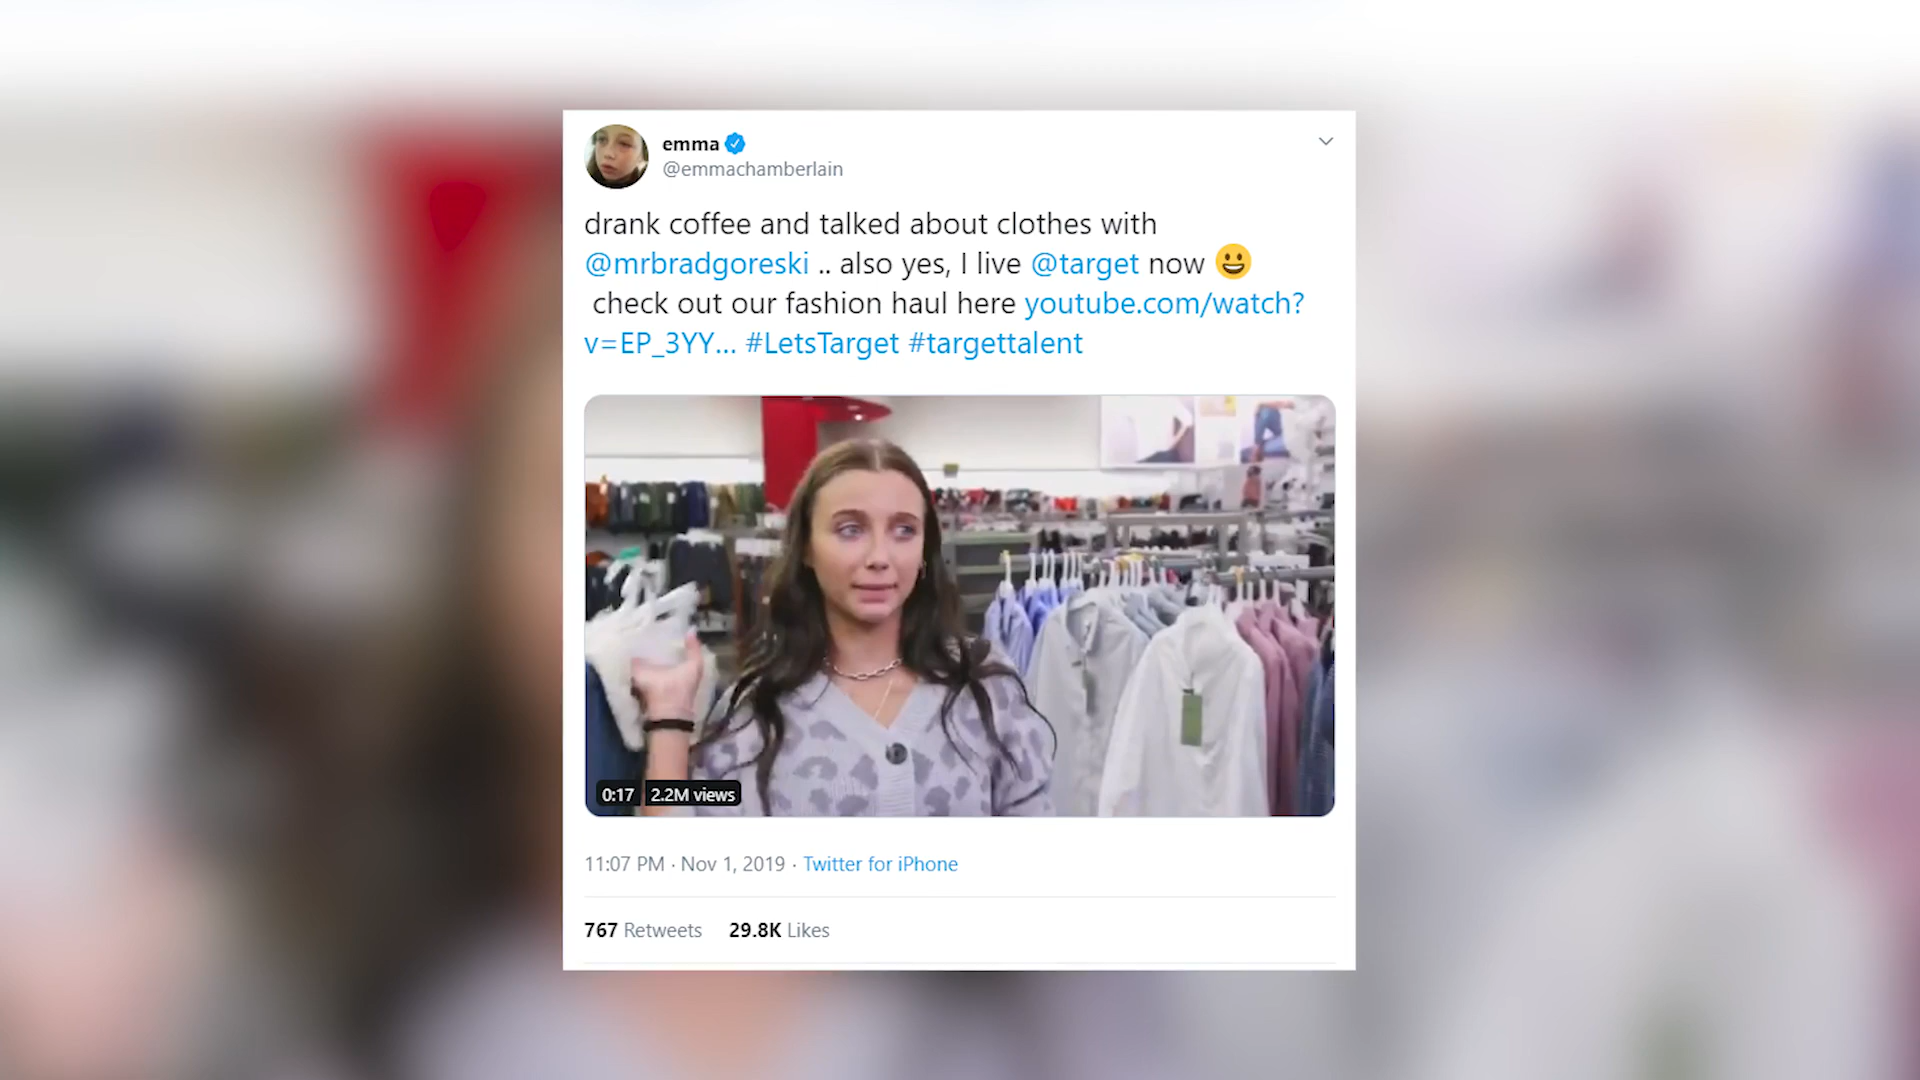 emma
@emmachamberlain
drank coffee and talked about clothes with
@mrbradgoreski .. also yes, I live @target now 😀
check out our fashion haul here youtube.com/watch?
v=EP_3YY... #LetsTarget #targettalent
0:17 2.2M views
11:07 PM · Nov 1, 2019 · Twitter for iPhone
767 Retweets 29.8K Likes